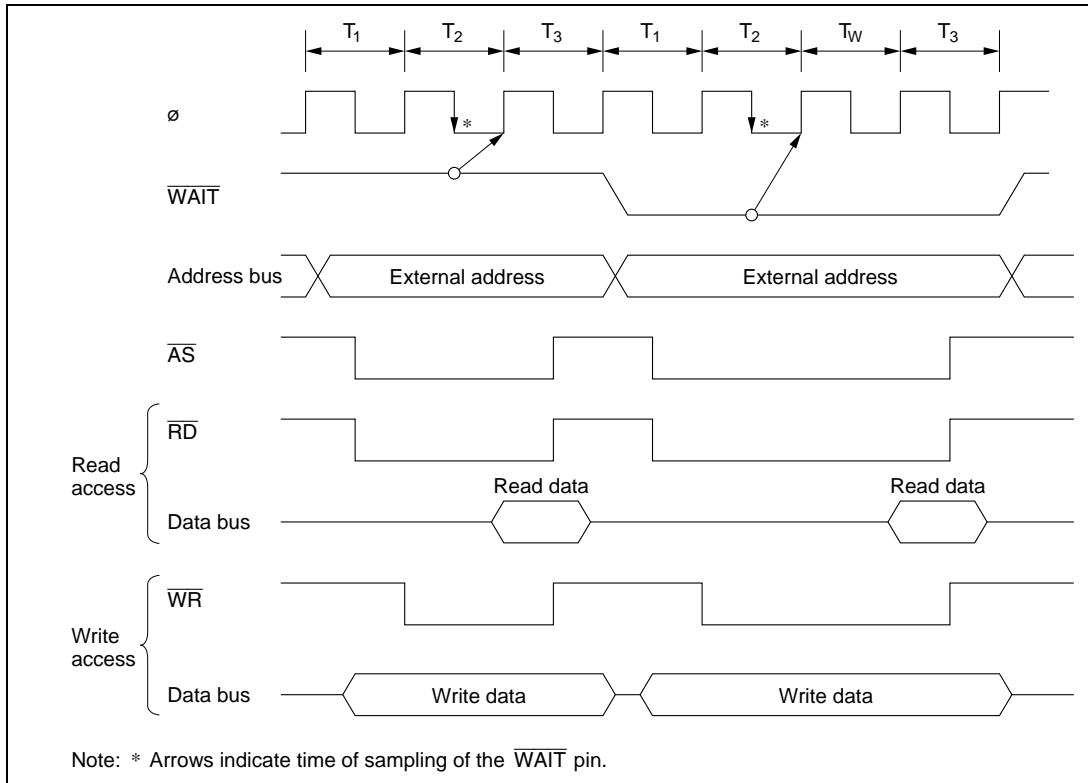 T1 T2 T3 T1 T2 TW T3
ø
* *
WAIT
Address bus External address External address
AS
Read access
RD
Read data Read data
Data bus
Write access
WR
Data bus Write data Write data
Note: * Arrows indicate time of sampling of the WAIT pin.